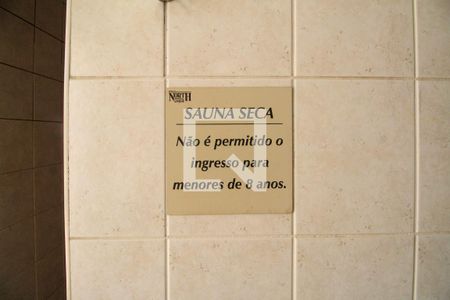 NORTH
SAUNA SECA
Não é permitido o
ingresso para
menores de 8 anos.